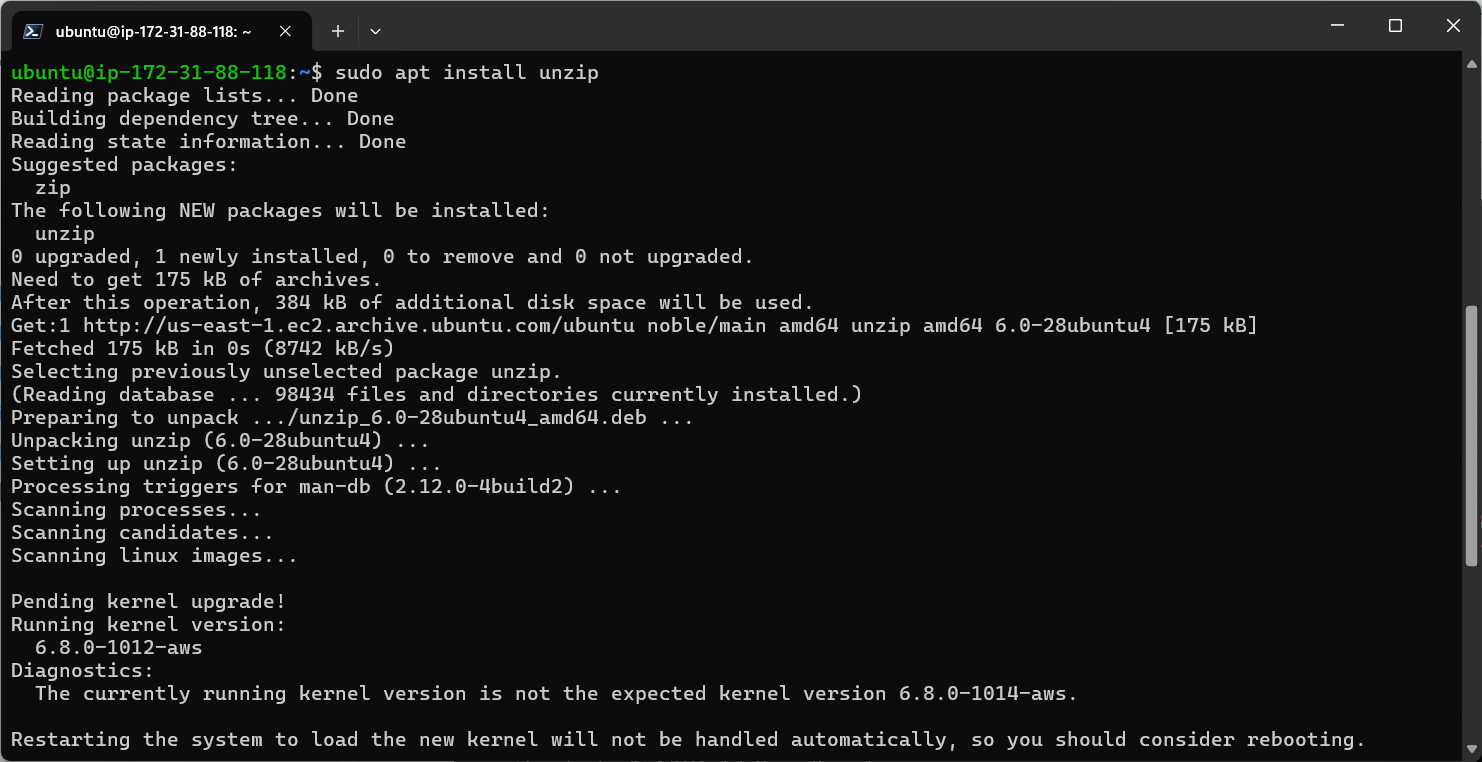 ubuntu@ip-172-31-88-118: ~
ubuntu@ip-172-31-88-118:~$ sudo apt install unzip
Reading package lists... Done
Building dependency tree... Done
Reading state information... Done
Suggested packages:
  zip
The following NEW packages will be installed:
  unzip
0 upgraded, 1 newly installed, 0 to remove and 0 not upgraded.
Need to get 175 kB of archives.
After this operation, 384 kB of additional disk space will be used.
Get:1 http://us-east-1.ec2.archive.ubuntu.com/ubuntu noble/main amd64 unzip amd64 6.0-28ubuntu4 [175 kB]
Fetched 175 kB in 0s (8742 kB/s)
Selecting previously unselected package unzip.
(Reading database ... 98434 files and directories currently installed.)
Preparing to unpack .../unzip_6.0-28ubuntu4_amd64.deb ...
Unpacking unzip (6.0-28ubuntu4) ...
Setting up unzip (6.0-28ubuntu4) ...
Processing triggers for man-db (2.12.0-4build2) ...
Scanning processes...
Scanning candidates...
Scanning linux images...

Pending kernel upgrade!
Running kernel version:
  6.8.0-1012-aws
Diagnostics:
  The currently running kernel version is not the expected kernel version 6.8.0-1014-aws.

Restarting the system to load the new kernel will not be handled automatically, so you should consider rebooting.